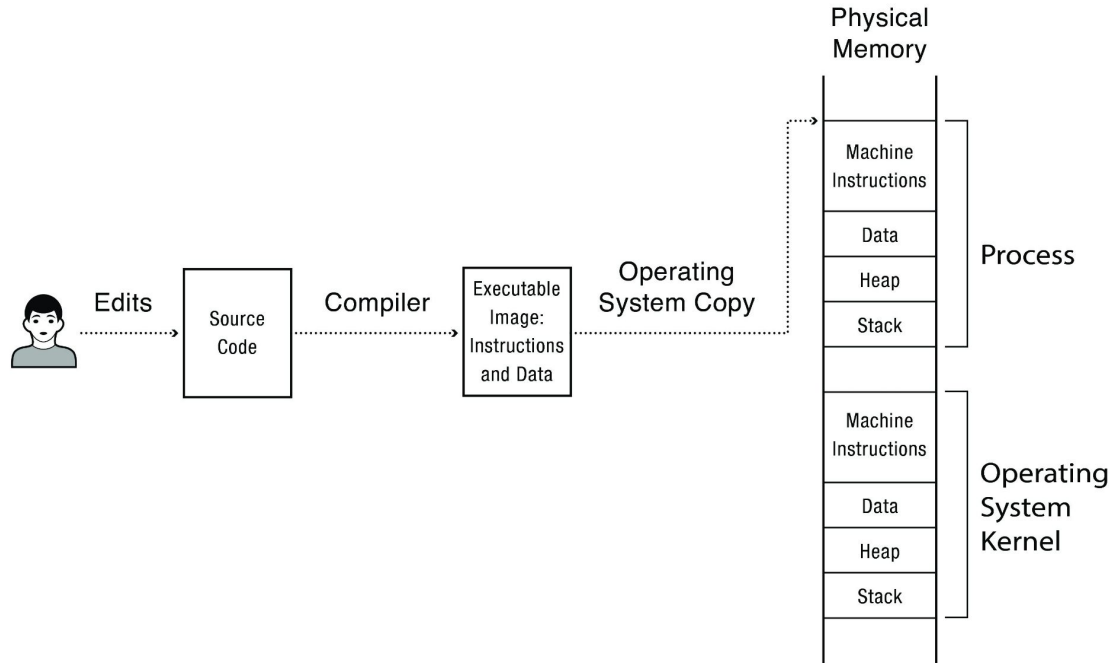 Physical
Memory
Machine
Instructions
Data
Heap
Stack
Process
Edits
Source
Code
Compiler
Executable
Image:
Instructions
and Data
Operating
System Copy
Machine
Instructions
Data
Heap
Stack
Operating
System
Kernel